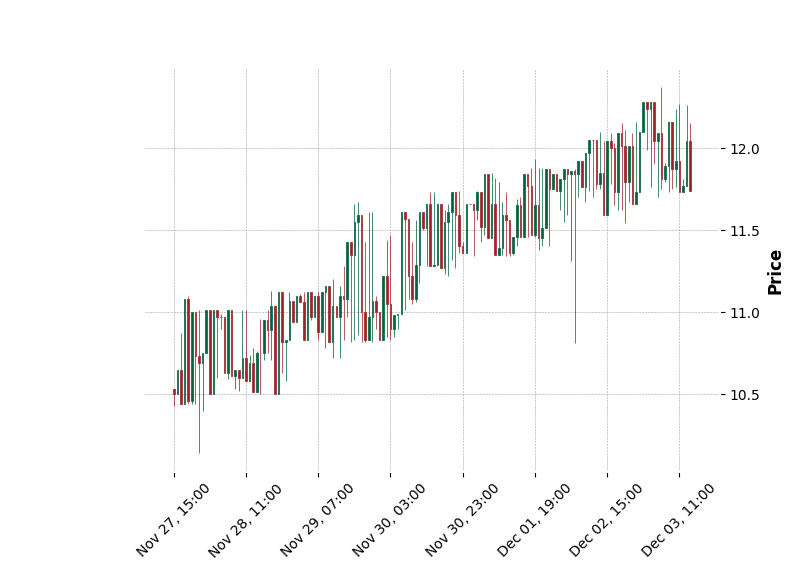 12.0
11.5
11.0
10.5
Price
Nov 27, 15:00
Nov 28, 11:00
Nov 29, 07:00
Nov 30, 03:00
Nov 30, 23:00
Dec 01, 19:00
Dec 02, 15:00
Dec 03, 11:00